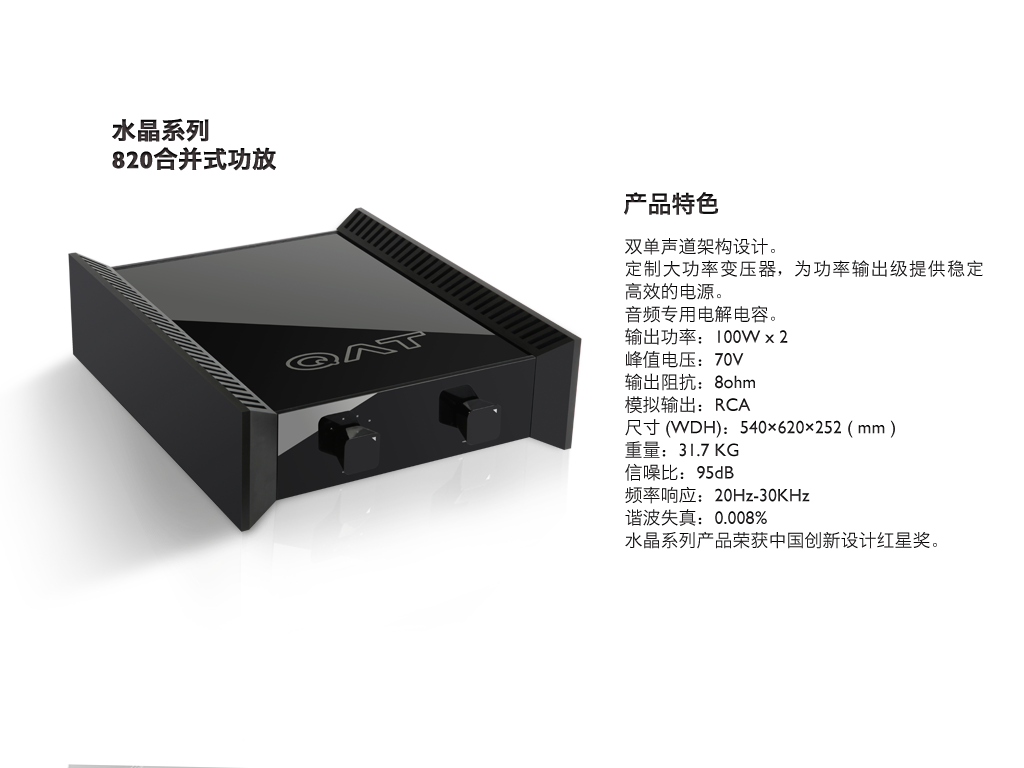 水晶系列
820合并式功放
QAT
产品特色
双单声道架构设计。
定制大功率变压器，为功率输出级提供稳定
高效的电源。
音频专用电解电容。
输出功率：100W x 2
峰值电压：70V
输出阻抗：8ohm
模拟输出：RCA
尺寸 (WDH)：540×620×252 ( mm )
重量：31.7 KG
信噪比：95dB
频率响应：20Hz-30KHz
谐波失真：0.008%
水晶系列产品荣获中国创新设计红星奖。